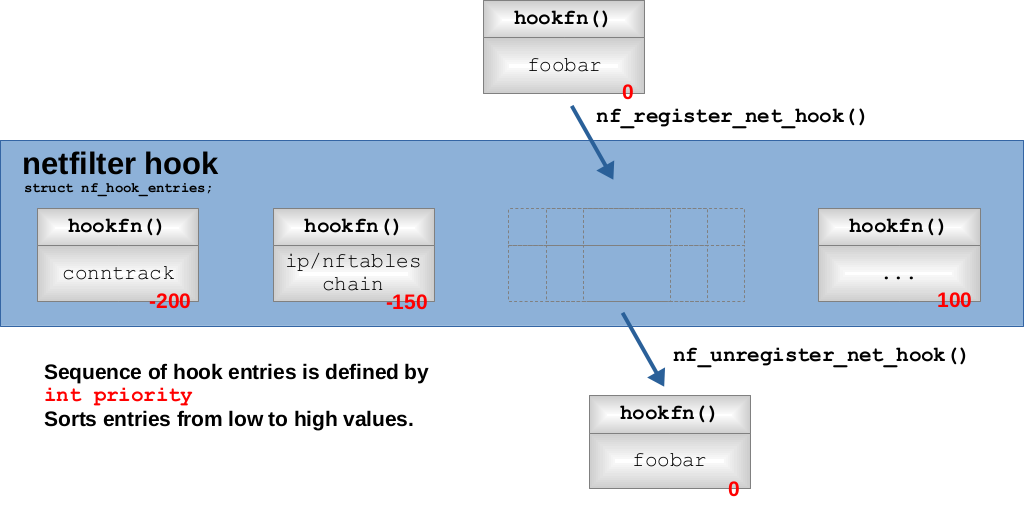 hookfn()
foobar
0
nf_register_net_hook()
netfilter hook
struct nf_hook_entries;
hookfn()
conntrack
-200
hookfn()
ip/nftables
chain
-150
hookfn()
...
100
nf_unregister_net_hook()
Sequence of hook entries is defined by
int priority
Sorts entries from low to high values.
hookfn()
foobar
0